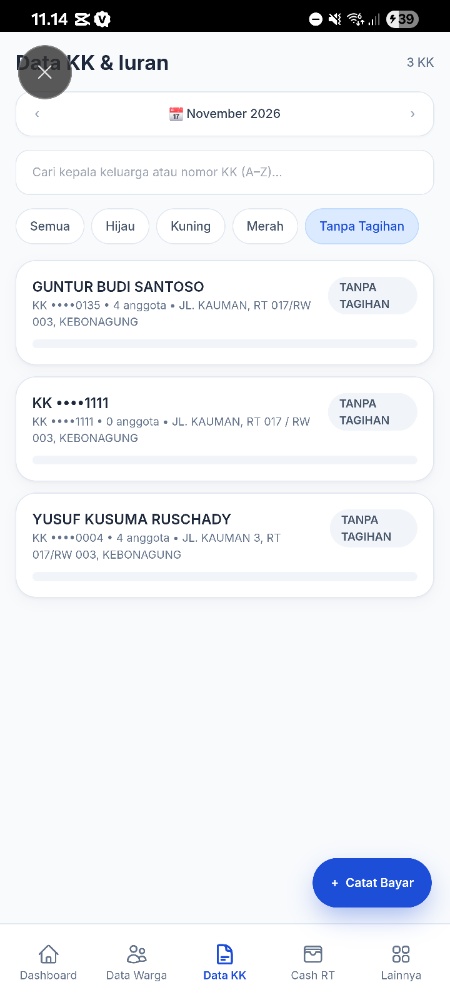 11.14
39
Data KK & Iuran
3 KK
‹ 📅 November 2026 ›
Cari kepala keluarga atau nomor KK (A–Z)...
Semua
Hijau
Kuning
Merah
Tanpa Tagihan
GUNTUR BUDI SANTOSO
TANPA
TAGIHAN
KK ••••0135 • 4 anggota • JL. KAUMAN, RT 017/RW
003, KEBONAGUNG
KK ••••1111
TANPA
TAGIHAN
KK ••••1111 • 0 anggota • JL. KAUMAN, RT 017 / RW
003, KEBONAGUNG
YUSUF KUSUMA RUSCHADY
TANPA
TAGIHAN
KK ••••0004 • 4 anggota • JL. KAUMAN 3, RT
017/RW 003, KEBONAGUNG
+ Catat Bayar
Dashboard
Data Warga
Data KK
Cash RT
Lainnya